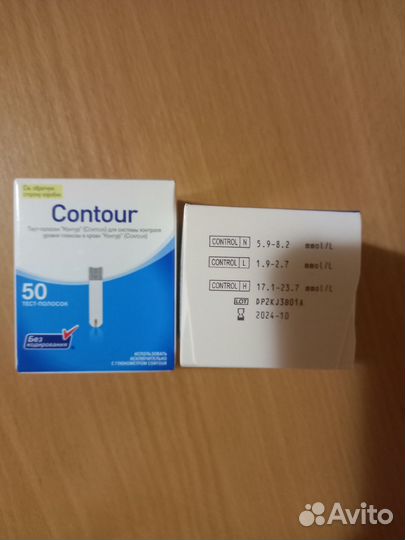 См. обратную
сторону коробки
Contour
Тест-полоски "Контур" (Contour) для системы контроля
уровня глюкозы в крови "Контур" (Contour)
50
ТЕСТ-ПОЛОСОК
Без
кодирования
ИСПОЛЬЗОВАТЬ
ИСКЛЮЧИТЕЛЬНО
С ГЛЮКОМЕТРОМ CONTOUR
CONTROL N 5.9-8.2 mmol/L
CONTROL L 1.9-2.7 mmol/L
CONTROL H 17.1-23.7 mmol/L
LOT DP2KJ3B01A
2024-10
Avito